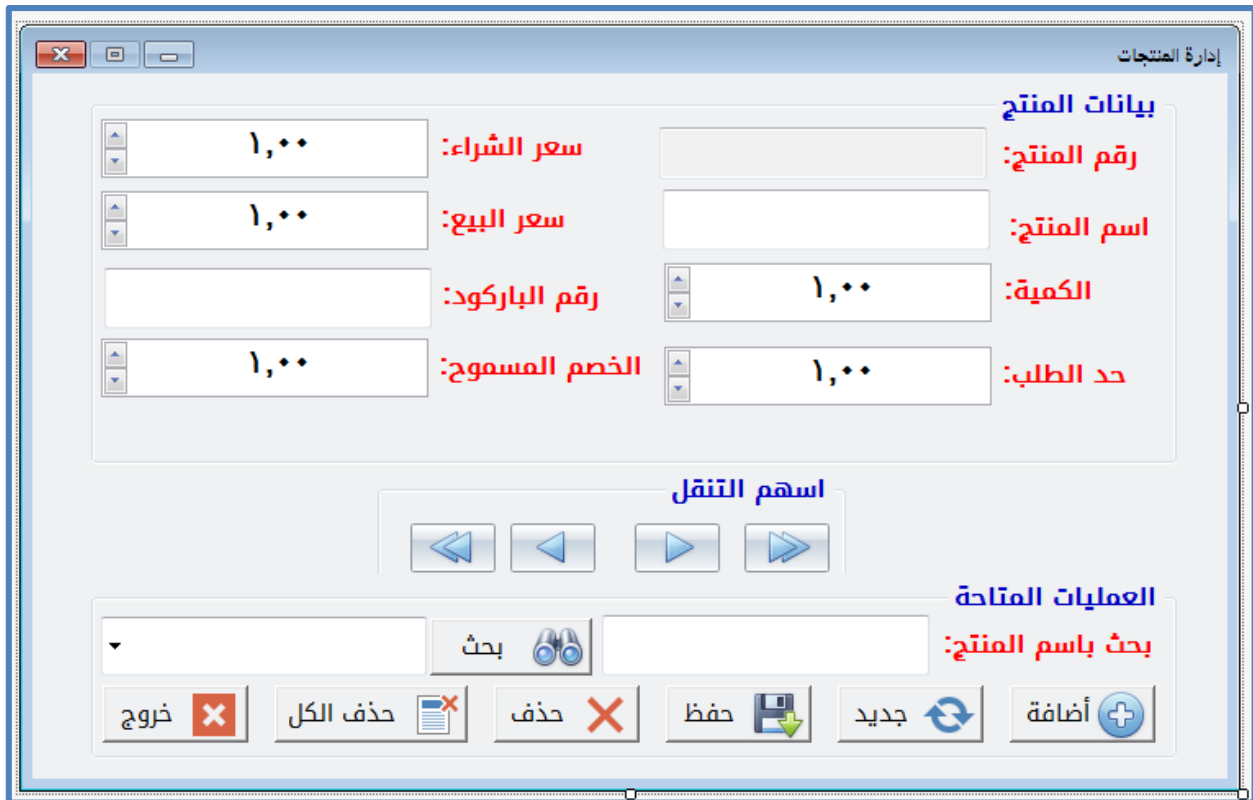 إدارة المنتجات
بيانات المنتج
رقم المنتج:
سعر الشراء: ١,٠٠
اسم المنتج:
سعر البيع: ١,٠٠
الكمية: ١,٠٠
رقم الباركود:
حد الطلب: ١,٠٠
الخصم المسموح: ١,٠٠
اسهم التنقل
العمليات المتاحة
بحث باسم المنتج: بحث
أضافة جديد حفظ حذف حذف الكل خروج